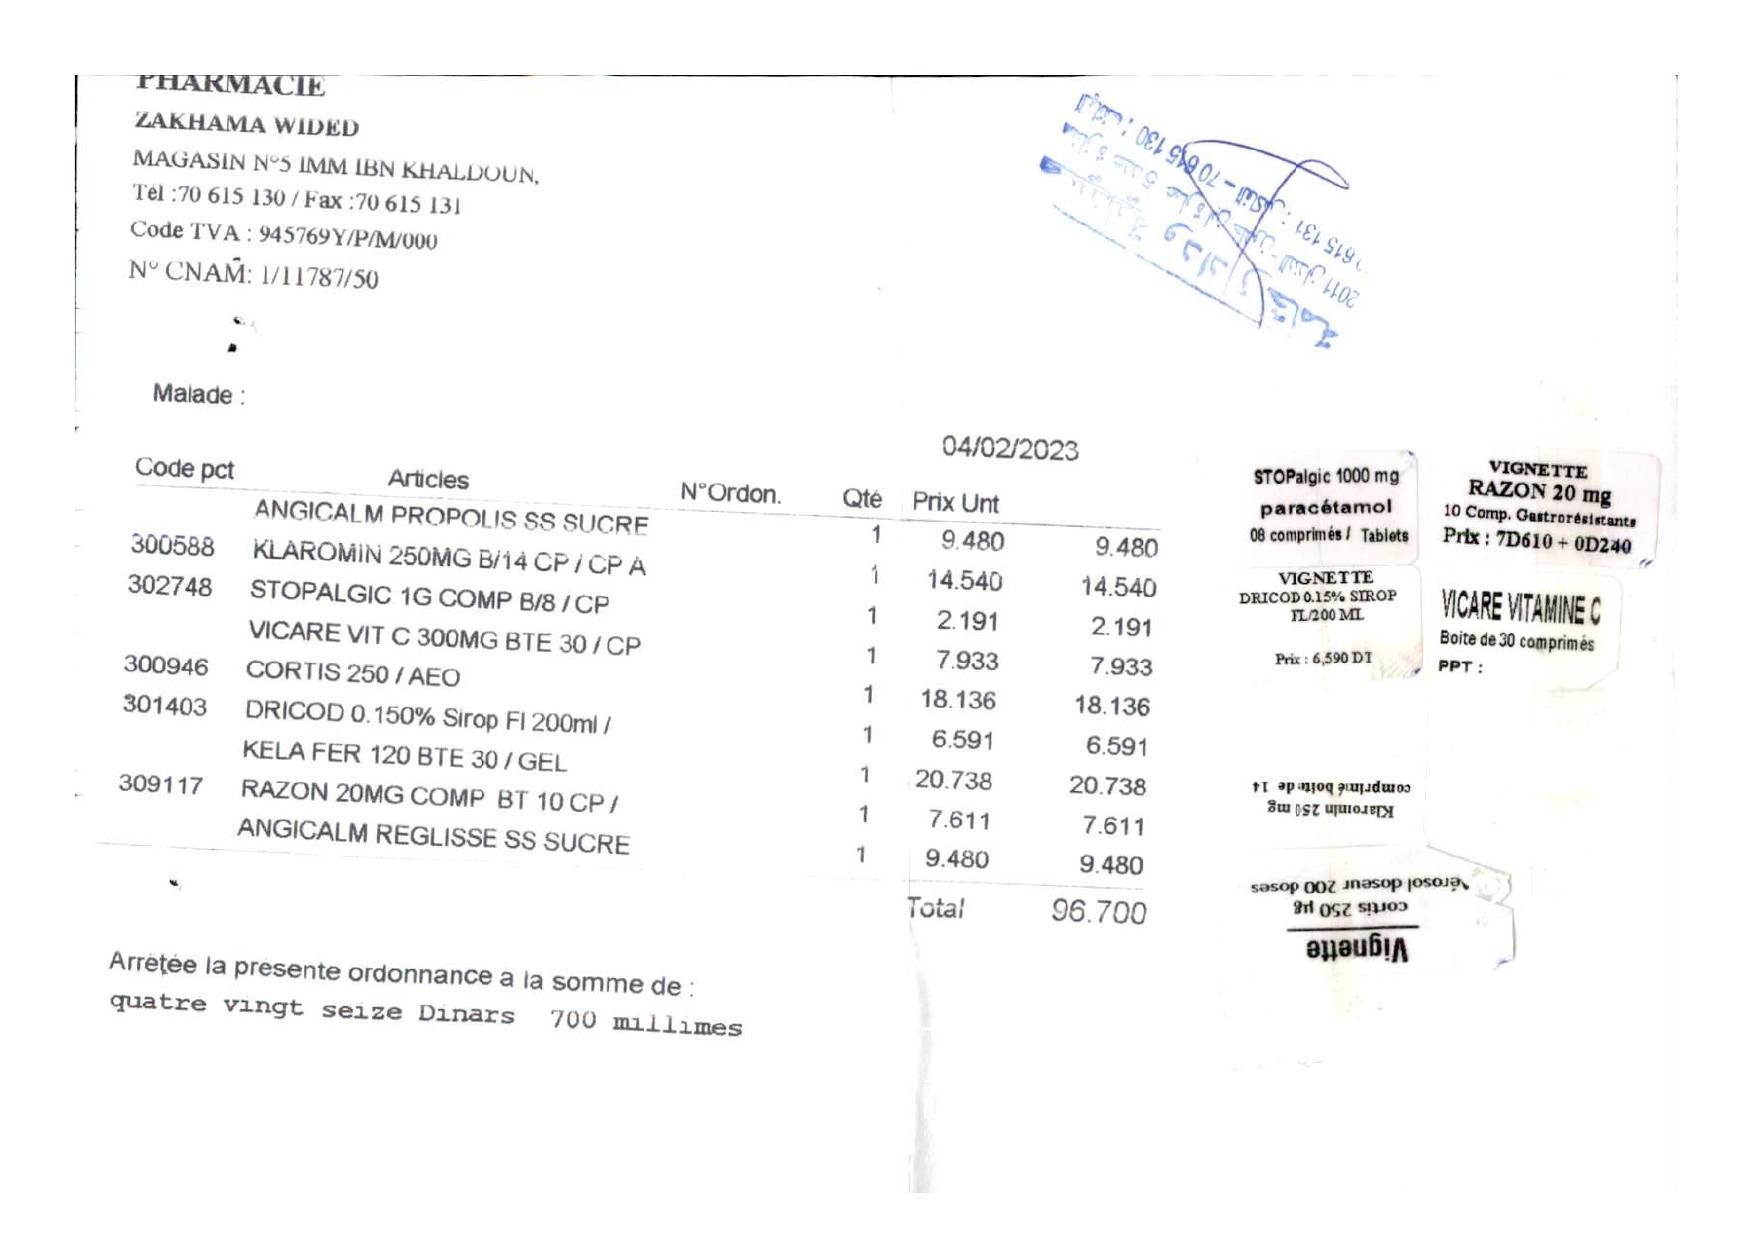 PHARMACIE
ZAKHAMA WIDED
MAGASIN N°5 IMM IBN KHALDOUN,
Tél :70 615 130 / Fax :70 615 131
Code TVA : 945769Y/P/M/000
N° CNAM: 1/11787/50
Malade :
04/02/2023
Code pct Articles N°Ordon. Qté Prix Unt
ANGICALM PROPOLIS SS SUCRE 1 9.480 9.480
300588 KLAROMIN 250MG B/14 CP / CP A 1 14.540 14.540
302748 STOPALGIC 1G COMP B/8 / CP 1 2.191 2.191
VICARE VIT C 300MG BTE 30 / CP 1 7.933 7.933
300946 CORTIS 250 / AEO 1 18.136 18.136
301403 DRICOD 0.150% Sirop Fl 200ml / 1 6.591 6.591
KELA FER 120 BTE 30 / GEL 1 20.738 20.738
309117 RAZON 20MG COMP BT 10 CP / 1 7.611 7.611
ANGICALM REGLISSE SS SUCRE 1 9.480 9.480
Total 96.700
Arretée la presente ordonnance a la somme de :
quatre vingt seize Dinars 700 millimes
STOPalgic 1000 mg
paracétamol
08 comprimés / Tablets
VIGNETTE
RAZON 20 mg
10 Comp. Gastrorésistants
Prix : 7D610 + 0D240
VIGNETTE
DRICOD 0.15% SIROP
FL/200 ML
Prix : 6,590 DT
VICARE VITAMINE C
Boite de 30 comprimés
PPT :
Klaromin 250 mg
comprimé boite de 14
Vignette
cortis 250 µg
Aérosol doseur 200 doses
70 615 130
615 131
2011